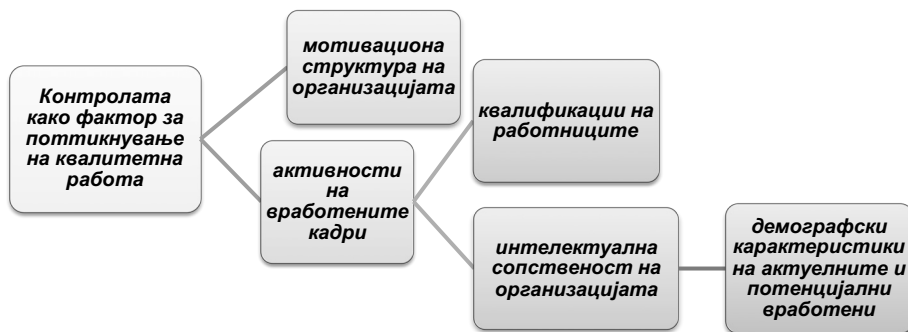 Контролата
како фактор за
поттикнување
на квалитетна
работа
мотивациона
структура на
организацијата
активности
на
вработените
кадри
квалификации на
работниците
интелектуална
сопственост на
организацијата
демографски
карактеристики
на актуелните и
потенцијални
вработени